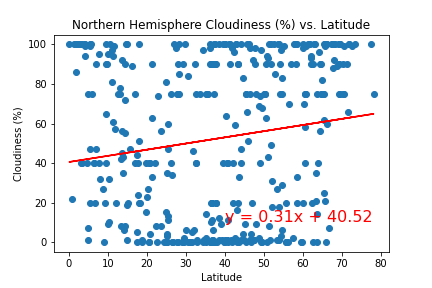 Northern Hemisphere Cloudiness (%) vs. Latitude
100
80
60
40
20
0
Cloudiness (%)
y = 0.31x + 40.52
0 10 20 30 40 50 60 70 80
Latitude